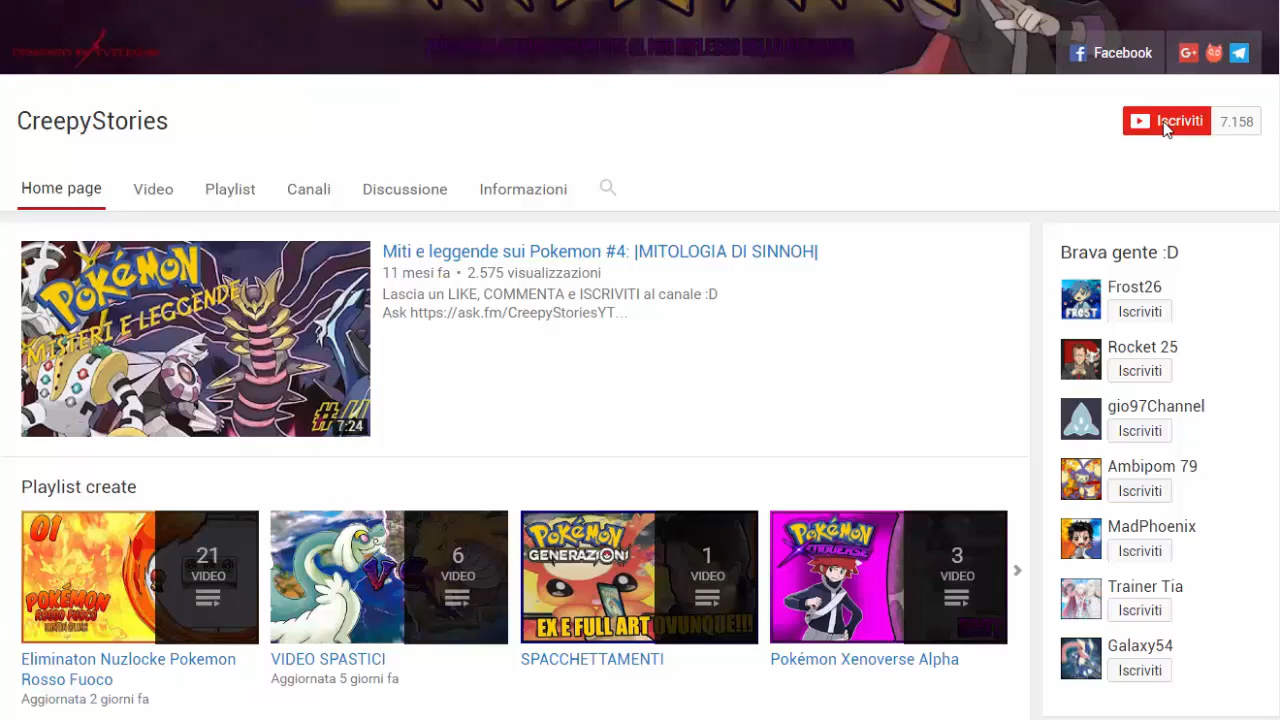 Facebook
CreepyStories
Iscriviti 7.158
Home page Video Playlist Canali Discussione Informazioni
POKÉMON
MISTERI E LEGGENDE
#4
7:24
Miti e leggende sui Pokemon #4: |MITOLOGIA DI SINNOH|
11 mesi fa • 2.575 visualizzazioni
Lascia un LIKE, COMMENTA e ISCRIVITI al canale :D
Ask https://ask.fm/CreepyStoriesYT…
Playlist create
01
POKÉMON
ROSSO FUOCO
21
VIDEO
Eliminaton Nuzlocke Pokemon
Rosso Fuoco
Aggiornata 2 giorni fa
6
VIDEO
VIDEO SPASTICI
Aggiornata 5 giorni fa
POKÉMON
GENERAZIONI
EX E FULL ART OVUNQUE!!!
1
VIDEO
SPACCHETTAMENTI
POKÉMON
XENOVERSE
3
VIDEO
Pokémon Xenoverse Alpha
Brava gente :D
FROST
Frost26
Iscriviti
Rocket 25
Iscriviti
gio97Channel
Iscriviti
Ambipom 79
Iscriviti
MadPhoenix
Iscriviti
Trainer Tia
Iscriviti
Galaxy54
Iscriviti